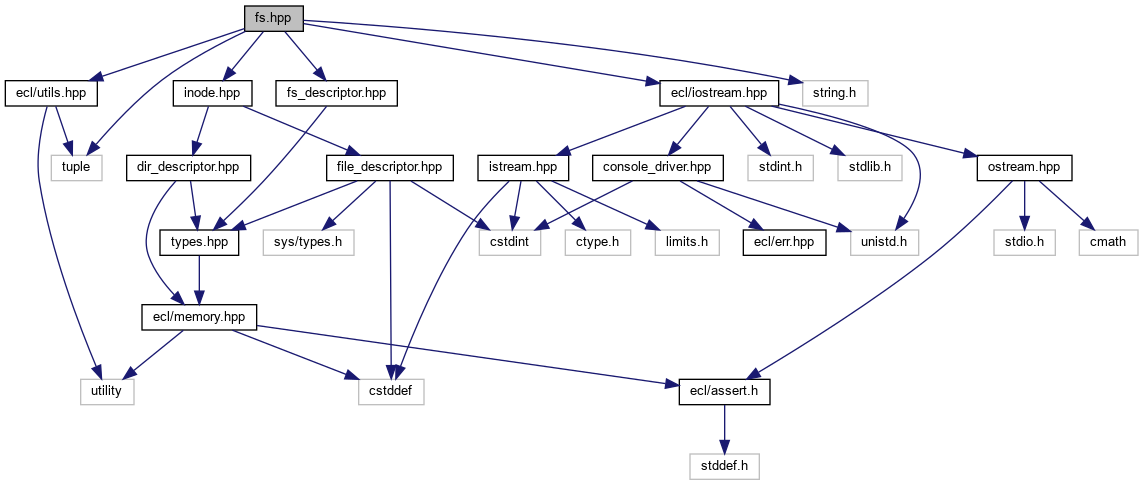 fs.hpp
ecl/utils.hpp
inode.hpp
fs_descriptor.hpp
ecl/iostream.hpp
string.h
tuple
dir_descriptor.hpp
file_descriptor.hpp
istream.hpp
console_driver.hpp
stdint.h
stdlib.h
ostream.hpp
types.hpp
sys/types.h
cstdint
ctype.h
limits.h
ecl/err.hpp
unistd.h
stdio.h
cmath
ecl/memory.hpp
utility
cstddef
ecl/assert.h
stddef.h